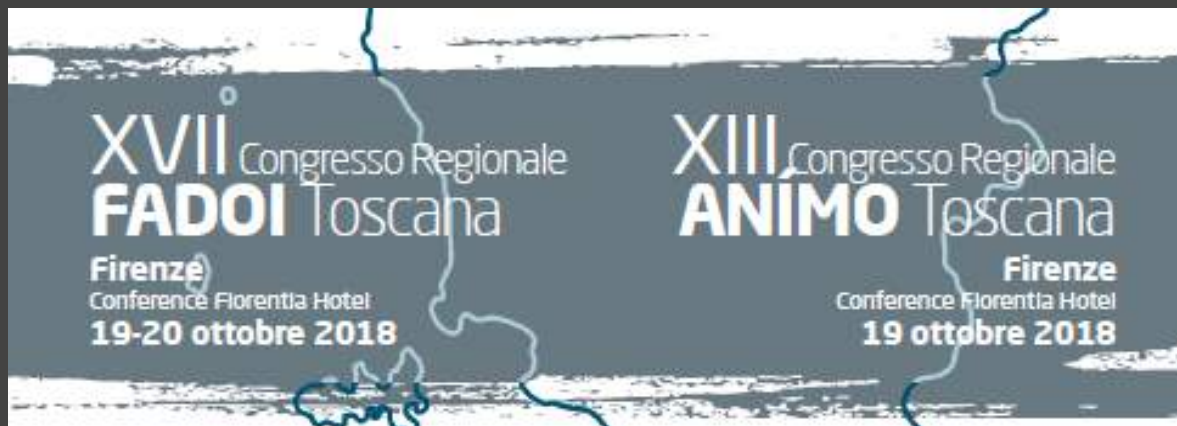 XVII Congresso Regionale
FADOI Toscana
Firenze
Conference Florentia Hotel
19-20 ottobre 2018
XIII Congresso Regionale
ANÍMO Toscana
Firenze
Conference Florentia Hotel
19 ottobre 2018